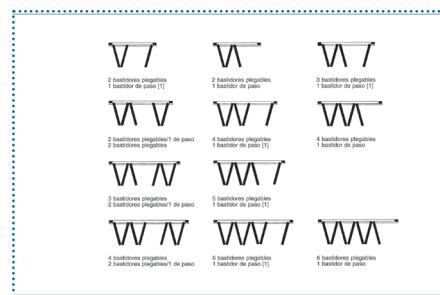 2 bastidores plegables
1 bastidor de paso [1]
2 bastidores plegables
1 bastidor de paso
3 bastidores plegables
1 bastidor de paso [1]
2 bastidores plegables/1 de paso
2 bastidores plegables
4 bastidores plegables
1 bastidor de paso [1]
4 bastidores plegables
1 bastidor de paso
3 bastidores plegables
2 bastidores plegables/1 de paso
5 bastidores plegables
1 bastidor de paso [1]
4 bastidores plegables
2 bastidores plegables/1 de paso
6 bastidores plegables
1 bastidor de paso [1]
6 bastidores plegables
1 bastidor de paso